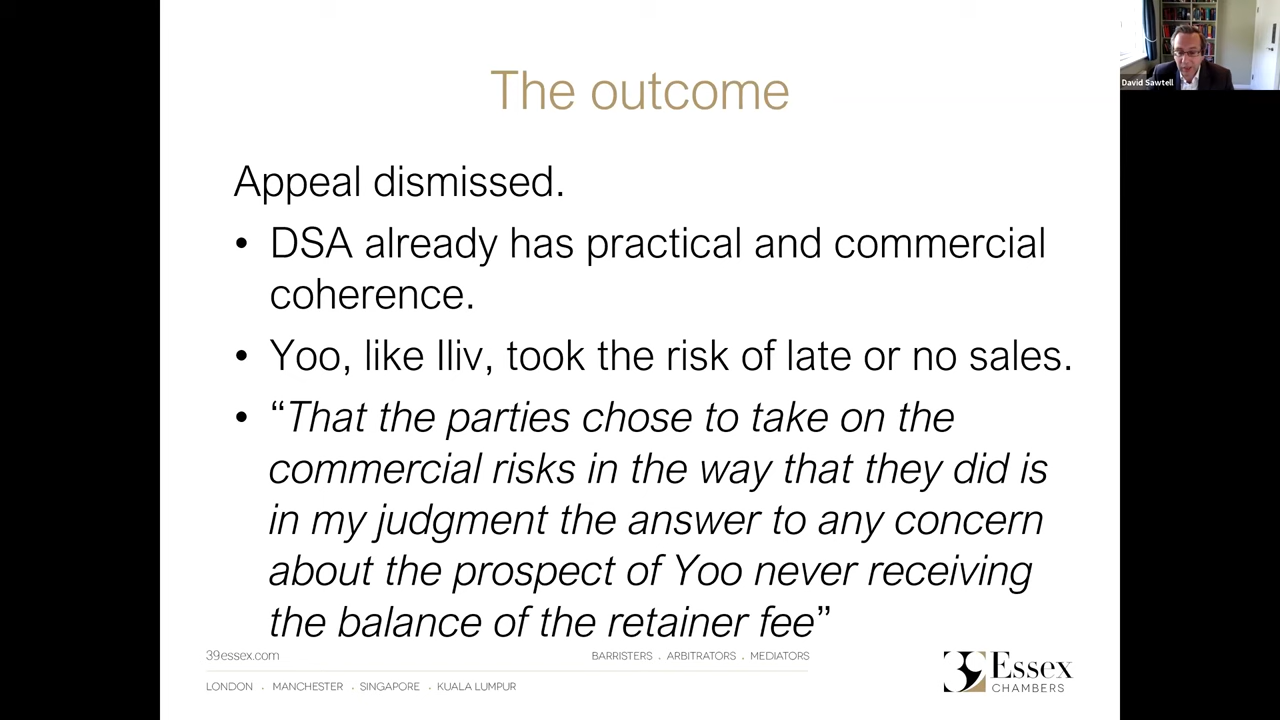 The outcome
David Sawtell
Appeal dismissed.
• DSA already has practical and commercial
coherence.
• Yoo, like Iliv, took the risk of late or no sales.
• “That the parties chose to take on the
commercial risks in the way that they did is
in my judgment the answer to any concern
about the prospect of Yoo never receiving
the balance of the retainer fee”
39essex.com
BARRISTERS . ARBITRATORS . MEDIATORS
LONDON . MANCHESTER . SINGAPORE . KUALA LUMPUR
39 Essex
CHAMBERS